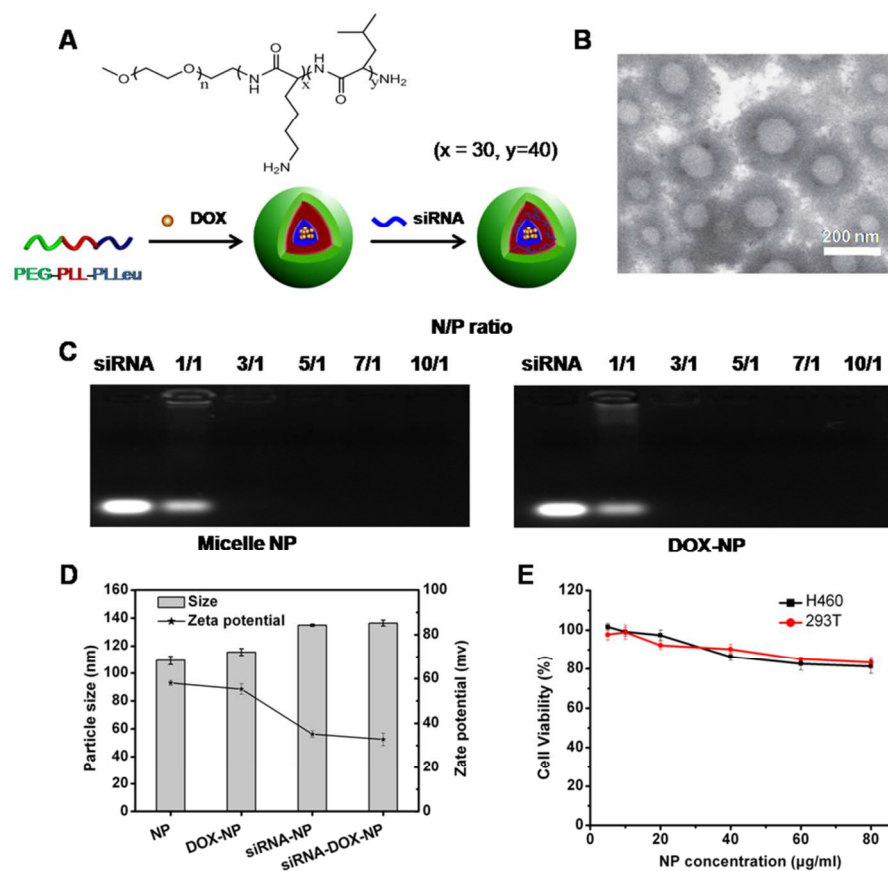 A
O
O
n
N
H
O
x
H
N
O
y
NH₂
H₂N
(x = 30, y=40)
DOX
siRNA
PEG-PLL-PLLeu
B
200 nm
N/P ratio
C
siRNA 1/1 3/1 5/1 7/1 10/1
siRNA 1/1 3/1 5/1 7/1 10/1
Micelle NP
DOX-NP
D
Size
Zeta potential
Particle size (nm)
160
140
120
100
80
60
40
20
0
Zate potential (mv)
100
80
60
40
20
0
NP
DOX-NP
siRNA-NP
siRNA-DOX-NP
E
H460
293T
Cell Viability (%)
120
100
80
60
40
20
0
0 20 40 60 80
NP concentration (μg/ml)